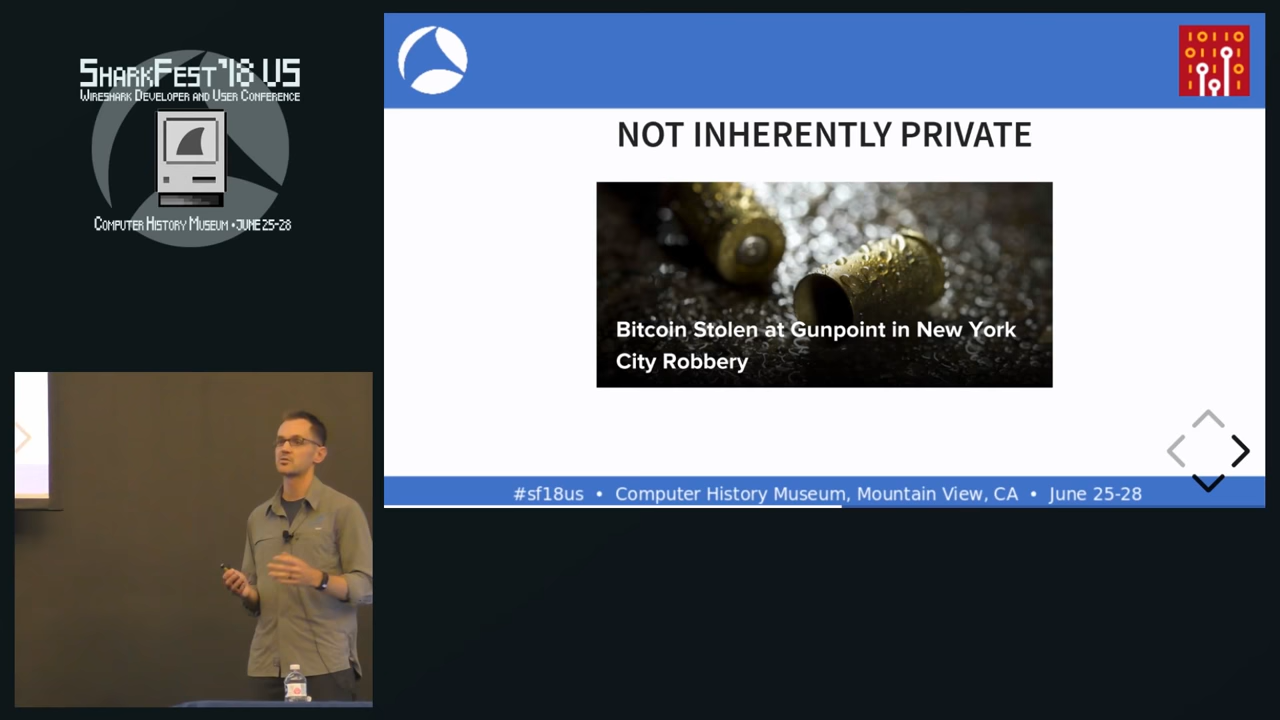 SHARKFEST'18 US
WIRESHARK DEVELOPER AND USER CONFERENCE
COMPUTER HISTORY MUSEUM • JUNE 25-28
NOT INHERENTLY PRIVATE
Bitcoin Stolen at Gunpoint in New York
City Robbery
#sf18us • Computer History Museum, Mountain View, CA • June 25-28